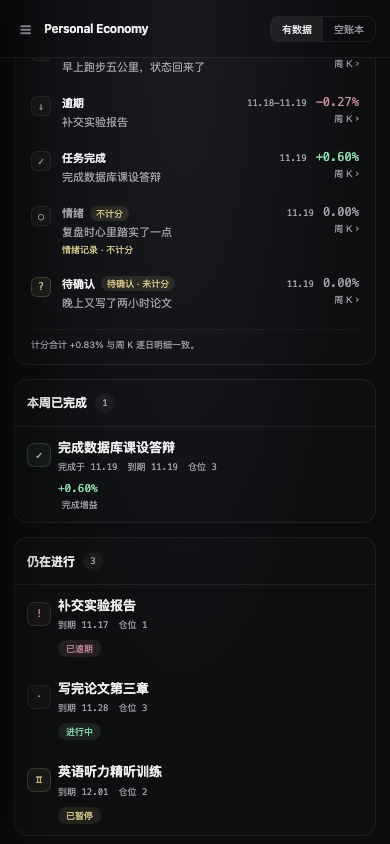 Personal Economy
有数据
空账本
早上跑步五公里，状态回来了
周 K ›
↓ 逾期 11.18—11.19 −0.27%
补交实验报告 周 K ›
✓ 任务完成 11.19 +0.60%
完成数据库课设答辩 周 K ›
○ 情绪 不计分 11.19 0.00%
复盘时心里踏实了一点 周 K ›
情绪记录 · 不计分
? 待确认 待确认 · 未计分 11.19 0.00%
晚上又写了两小时论文 周 K ›
计分合计 +0.83% 与周 K 逐日明细一致。
本周已完成 1
✓ 完成数据库课设答辩
完成于 11.19 到期 11.19 仓位 3
+0.60%
完成增益
仍在进行 3
! 补交实验报告
到期 11.17 仓位 1
已逾期
· 写完论文第三章
到期 11.28 仓位 3
进行中
英语听力精听训练
到期 12.01 仓位 2
已暂停